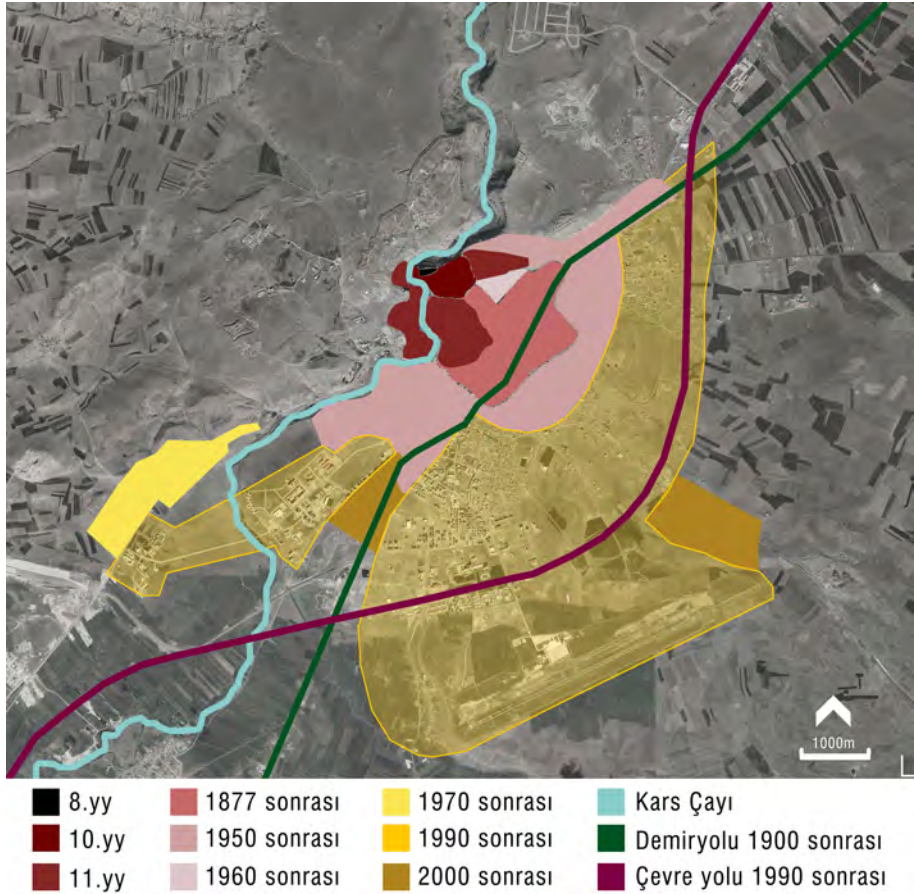 1000m
8.yy
10.yy
11.yy
1877 sonrası
1950 sonrası
1960 sonrası
1970 sonrası
1990 sonrası
2000 sonrası
Kars Çayı
Demiryolu 1900 sonrası
Çevre yolu 1990 sonrası